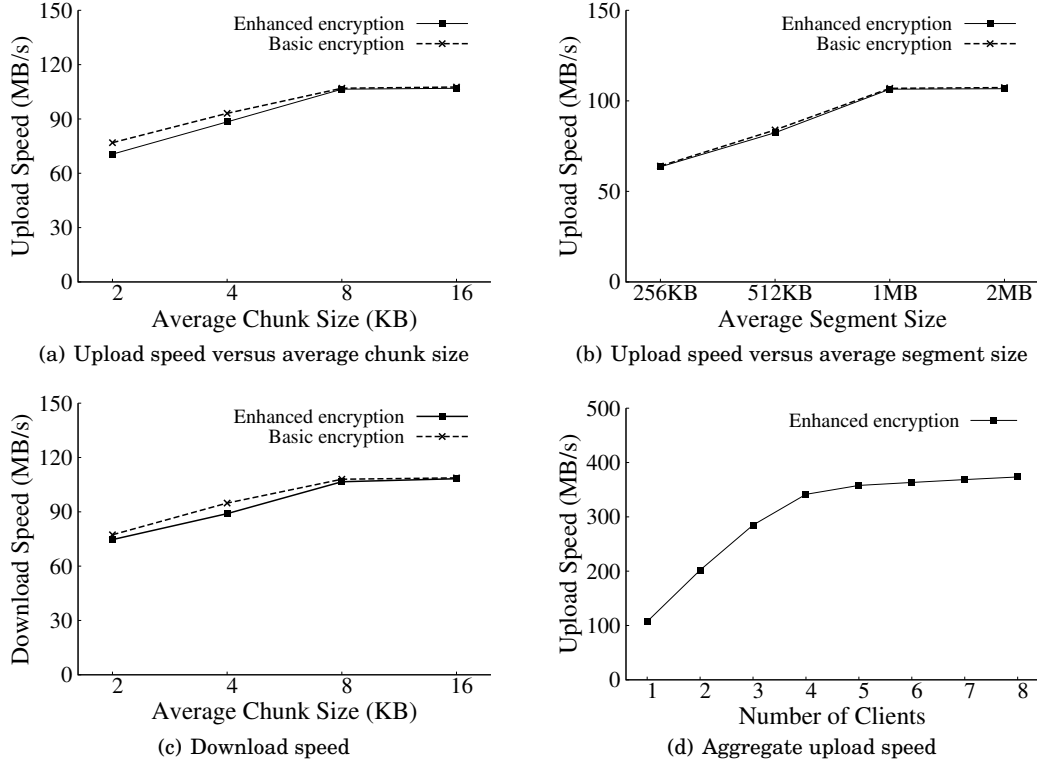 150
120
90
60
30
0
Upload Speed (MB/s)
Enhanced encryption
Basic encryption
2 4 8 16
Average Chunk Size (KB)
(a) Upload speed versus average chunk size
150
100
50
0
Upload Speed (MB/s)
Enhanced encryption
Basic encryption
256KB 512KB 1MB 2MB
Average Segment Size
(b) Upload speed versus average segment size
150
120
90
60
30
0
Download Speed (MB/s)
Enhanced encryption
Basic encryption
2 4 8 16
Average Chunk Size (KB)
(c) Download speed
500
400
300
200
100
0
Upload Speed (MB/s)
Enhanced encryption
1 2 3 4 5 6 7 8
Number of Clients
(d) Aggregate upload speed